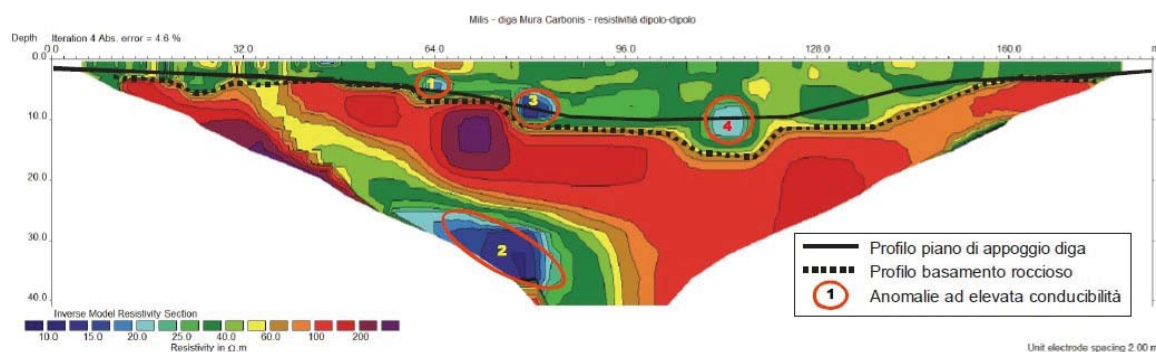 Milis - diga Mura Carbonis - resistivitá dipolo-dipolo
Depth Iteration 4 Abs. error = 4.6 %
0.0 32.0 64.0 96.0 128.0 160.0 m
0.0
10.0
20.0
30.0
40.0
1
3
4
2
Profilo piano di appoggio diga
Profilo basamento roccioso
1 Anomalie ad elevata conducibilità
Inverse Model Resistivity Section
10.0 15.0 20.0 25.0 40.0 60.0 100 200
Resistivity in Ω.m
Unit electrode spacing 2.00 m